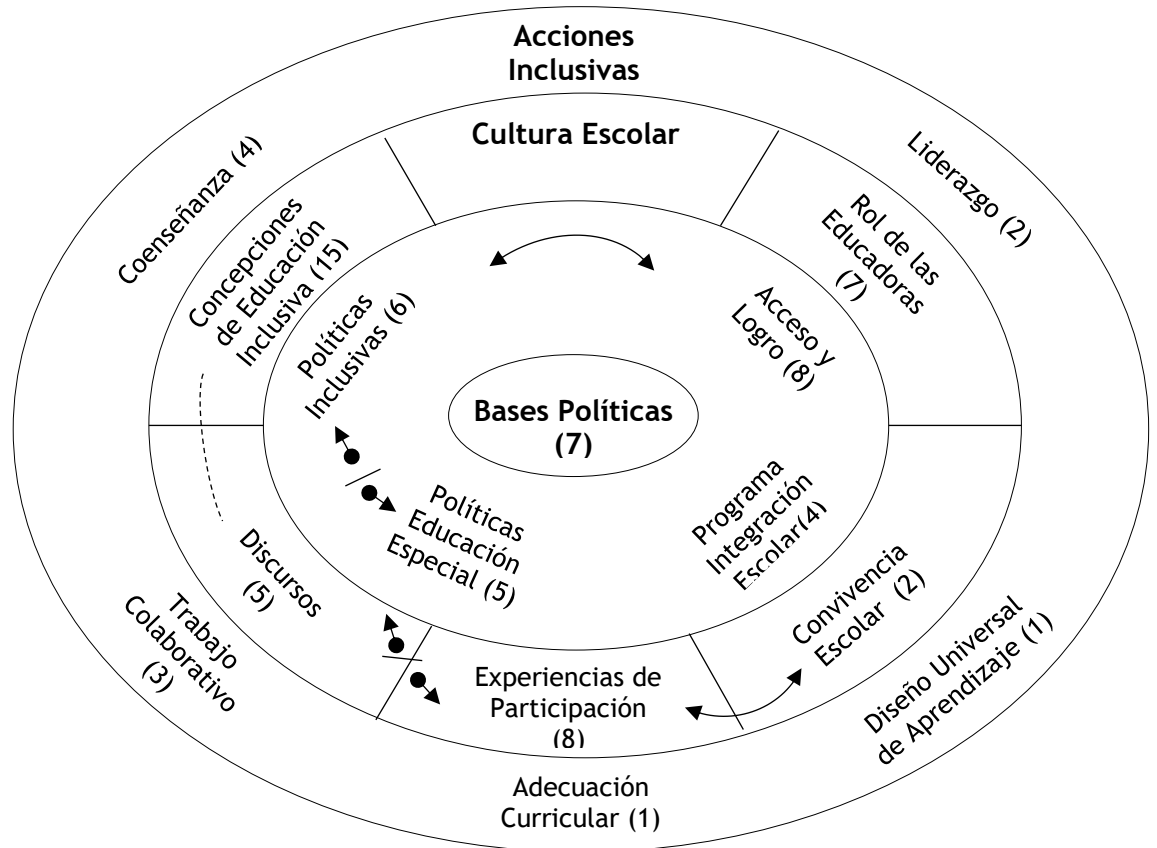 Acciones
Inclusivas
Cultura Escolar
Coenseñanza (4)
Liderazgo (2)
Concepciones
de Educación
Inclusiva (15)
Rol de las
Educadoras
(7)
Políticas
Inclusivas (6)
Acceso y
Logro (8)
Bases Políticas
(7)
Políticas
Educación
Especial (5)
Programa
Integración
Escolar(4)
Discursos
(5)
Convivencia
Escolar (2)
Trabajo
Colaborativo
(3)
Experiencias de
Participación
(8)
Diseño Universal
de Aprendizaje (1)
Adecuación
Curricular (1)